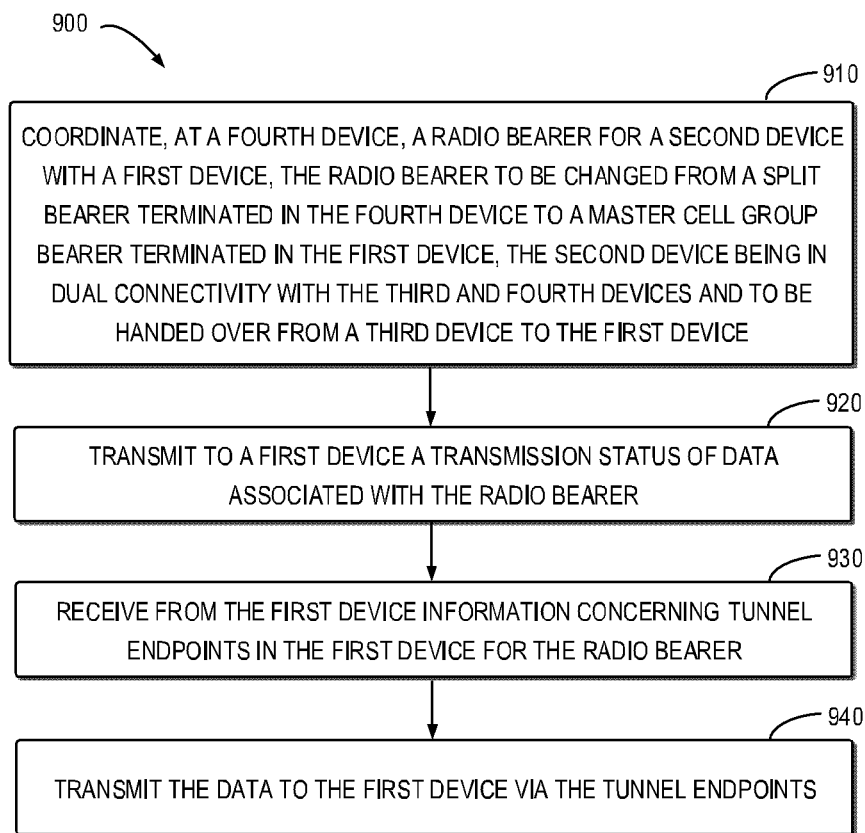 900
910
COORDINATE, AT A FOURTH DEVICE, A RADIO BEARER FOR A SECOND DEVICE
WITH A FIRST DEVICE, THE RADIO BEARER TO BE CHANGED FROM A SPLIT
BEARER TERMINATED IN THE FOURTH DEVICE TO A MASTER CELL GROUP
BEARER TERMINATED IN THE FIRST DEVICE, THE SECOND DEVICE BEING IN
DUAL CONNECTIVITY WITH THE THIRD AND FOURTH DEVICES AND TO BE
HANDED OVER FROM A THIRD DEVICE TO THE FIRST DEVICE
920
TRANSMIT TO A FIRST DEVICE A TRANSMISSION STATUS OF DATA
ASSOCIATED WITH THE RADIO BEARER
930
RECEIVE FROM THE FIRST DEVICE INFORMATION CONCERNING TUNNEL
ENDPOINTS IN THE FIRST DEVICE FOR THE RADIO BEARER
940
TRANSMIT THE DATA TO THE FIRST DEVICE VIA THE TUNNEL ENDPOINTS